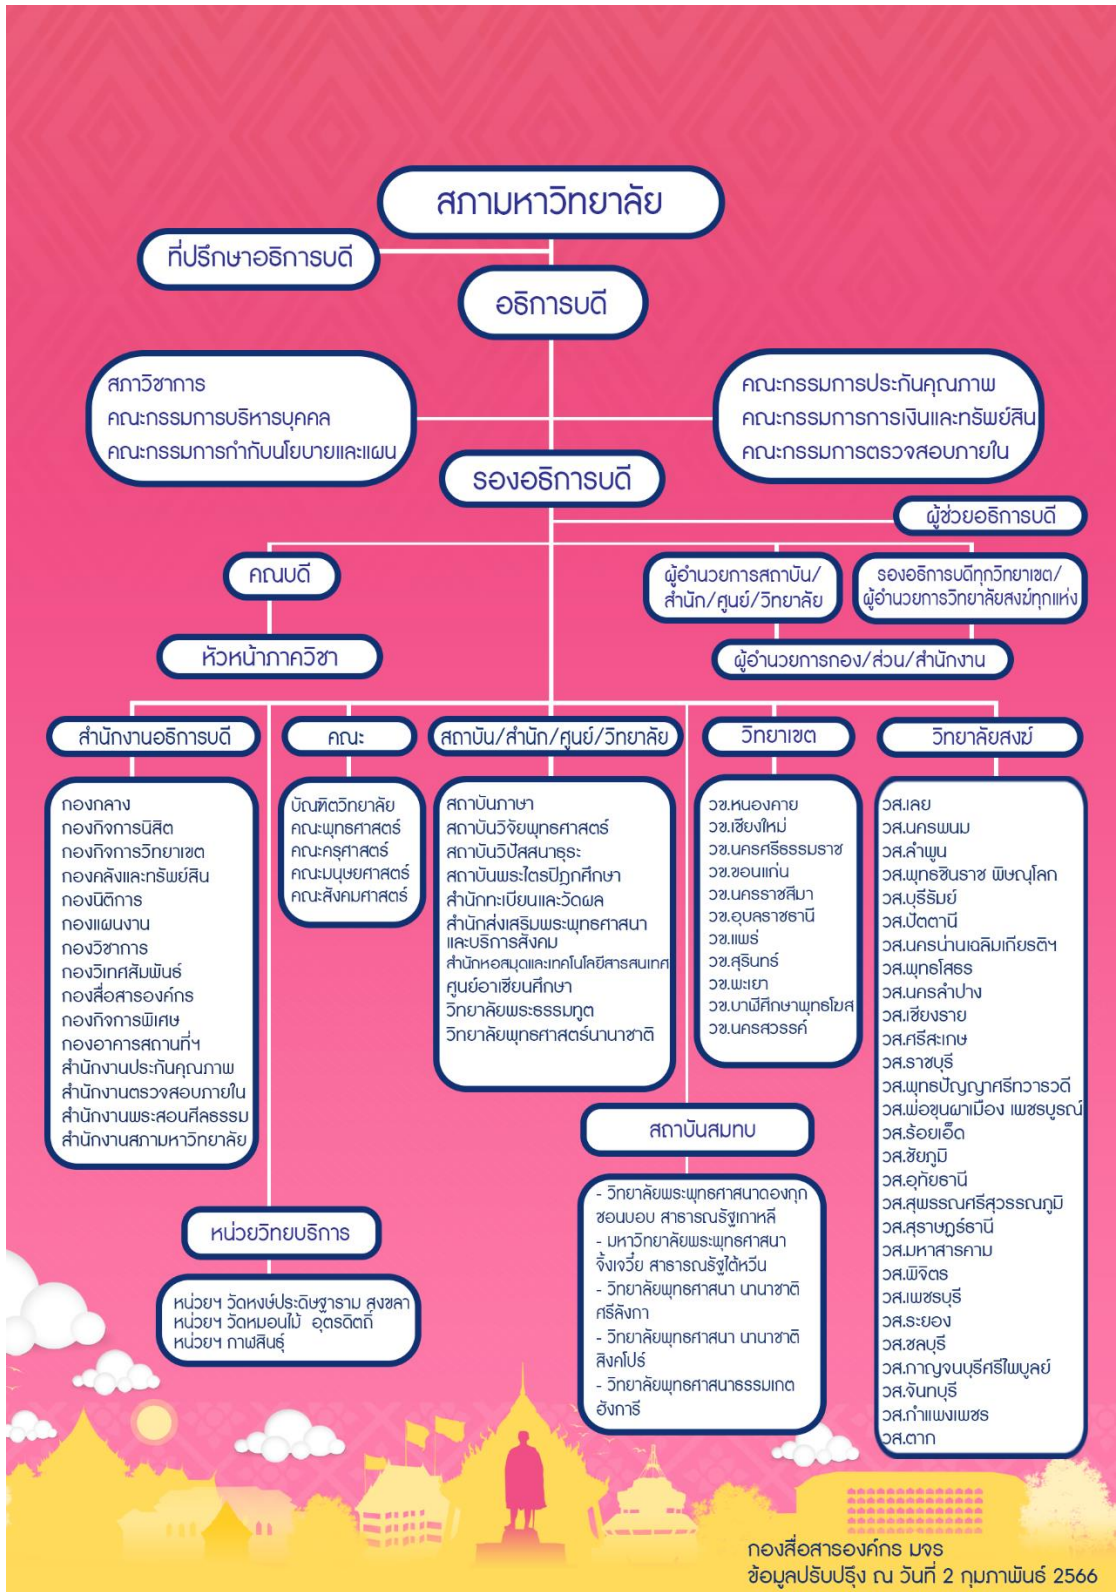 สภามหาวิทยาลัย
ที่ปรึกษาอธิการบดี
อธิการบดี
สภาวิชาการ
คณะกรรมการบริหารบุคคล
คณะกรรมการกำกับนโยบายและแผน
คณะกรรมการประกันคุณภาพ
คณะกรรมการการเงินและทรัพย์สิน
คณะกรรมการตรวจสอบภายใน
รองอธิการบดี
ผู้ช่วยอธิการบดี
คณบดี
ผู้อำนวยการสถาบัน/
สำนัก/ศูนย์/วิทยาลัย
รองอธิการบดีทุกวิทยาเขต/
ผู้อำนวยการวิทยาลัยสงฆ์ทุกแห่ง
หัวหน้าภาควิชา
ผู้อำนวยการกอง/ส่วน/สำนักงาน
สำนักงานอธิการบดี
กองกลาง
กองกิจการนิสิต
กองกิจการวิทยาเขต
กองคลังและทรัพย์สิน
กองนิติการ
กองแผนงาน
กองวิชาการ
กองวิเทศสัมพันธ์
กองสื่อสารองค์กร
กองกิจการพิเศษ
กองอาคารสถานที่ฯ
สำนักงานประกันคุณภาพ
สำนักงานตรวจสอบภายใน
สำนักงานพระสอนศีลธรรม
สำนักงานสภามหาวิทยาลัย
คณะ
บัณฑิตวิทยาลัย
คณะพุทธศาสตร์
คณะครุศาสตร์
คณะมนุษยศาสตร์
คณะสังคมศาสตร์
สถาบัน/สำนัก/ศูนย์/วิทยาลัย
สถาบันภาษา
สถาบันวิจัยพุทธศาสตร์
สถาบันวิปัสสนาธุระ
สถาบันพระไตรปิฎกศึกษา
สำนักทะเบียนและวัดผล
สำนักส่งเสริมพระพุทธศาสนา
และบริการสังคม
สำนักหอสมุดและเทคโนโลยีสารสนเทศ
ศูนย์อาเซียนศึกษา
วิทยาลัยพระธรรมทูต
วิทยาลัยพุทธศาสตร์นานาชาติ
วิทยาเขต
วข.หนองคาย
วข.เชียงใหม่
วข.นครศรีธรรมราช
วข.ขอนแก่น
วข.นครราชสีมา
วข.อุบลราชธานี
วข.แพร่
วข.สุรินทร์
วข.พะเยา
วข.บาฬีศึกษาพุทธโฆส
วข.นครสวรรค์
วิทยาลัยสงฆ์
วส.เลย
วส.นครพนม
วส.ลำพูน
วส.พุทธชินราช พิษณุโลก
วส.บุรีรัมย์
วส.ปัตตานี
วส.นครน่านเฉลิมเกียรติฯ
วส.พุทธโสธร
วส.นครลำปาง
วส.เชียงราย
วส.ศรีสะเกษ
วส.ราชบุรี
วส.พุทธปัญญาศรีทวารวดี
วส.พ่อขุนผาเมือง เพชรบูรณ์
วส.ร้อยเอ็ด
วส.ชัยภูมิ
วส.อุทัยธานี
วส.สุพรรณศรีสุวรรณภูมิ
วส.สุราษฎร์ธานี
วส.มหาสารคาม
วส.พิจิตร
วส.เพชรบุรี
วส.ระยอง
วส.ชลบุรี
วส.กาญจนบุรีศรีไพบูลย์
วส.จันทบุรี
วส.กำแพงเพชร
วส.ตาก
สถาบันสมทบ
- วิทยาลัยพระพุทธศาสนาดองกุก
ชอนบอบ สาธารณรัฐเกาหลี
- มหาวิทยาลัยพระพุทธศาสนา
จิ้งเจวี๋ย สาธารณรัฐไต้หวัน
- วิทยาลัยพุทธศาสนา นานาชาติ
ศรีลังกา
- วิทยาลัยพุทธศาสนา นานาชาติ
สิงคโปร์
- วิทยาลัยพุทธศาสนาธรรมเกต
ฮังการี
หน่วยวิทยบริการ
หน่วยฯ วัดหงษ์ประดิษฐาราม สงขลา
หน่วยฯ วัดหมอนไม้ อุตรดิตถ์
หน่วยฯ กาฬสินธุ์
กองสื่อสารองค์กร มจร
ข้อมูลปรับปรุึง ณ วันที่ 2 กุมภาพันธ์ 2566